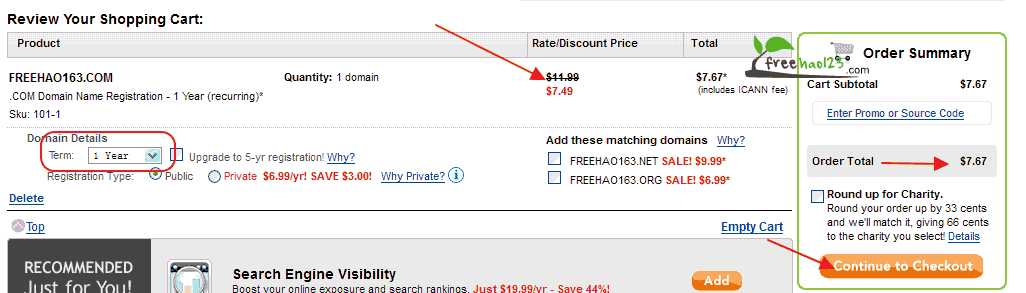 Review Your Shopping Cart:
Product Rate/Discount Price Total
FREEHAO163.COM Quantity: 1 domain $11.99 $7.67*
.COM Domain Name Registration - 1 Year (recurring)* $7.49 (includes ICANN fee)
Sku: 101-1
Domain Details
Term: 1 Year Upgrade to 5-yr registration! Why?
Registration Type: Public Private $6.99/yr! SAVE $3.00! Why Private? i
Add these matching domains Why?
FREEHAO163.NET SALE! $9.99*
FREEHAO163.ORG SALE! $6.99*
Delete
Top Empty Cart
RECOMMENDED
Just for You!
Search Engine Visibility
Boost your online exposure and search rankings. Just $19.99/yr - Save 44%!
Add
freehao123.com
Order Summary
Cart Subtotal $7.67
Enter Promo or Source Code
Order Total $7.67
Round up for Charity.
Round your order up by 33 cents
and we'll match it, giving 66 cents
to the charity you select! Details
Continue to Checkout